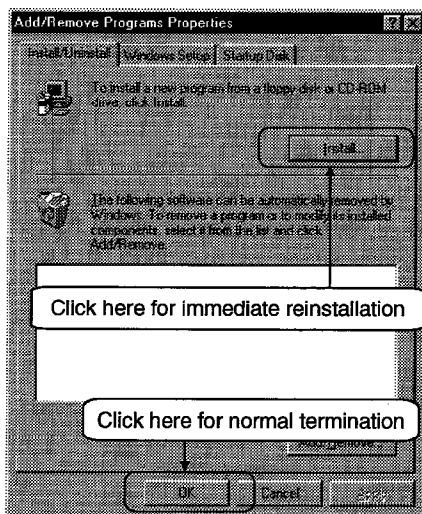 Add/Remove Programs Properties
Install/Uninstall Windows Setup Startup Disk
To install a new program from a floppy disk or CD-ROM
drive, click Install.
Install...
The following software can be automatically removed by
Windows. To remove a program or to modify its installed
components, select it from the list and click
Add/Remove.
Click here for immediate reinstallation
Click here for normal termination
Add/Remove...
OK Cancel Apply